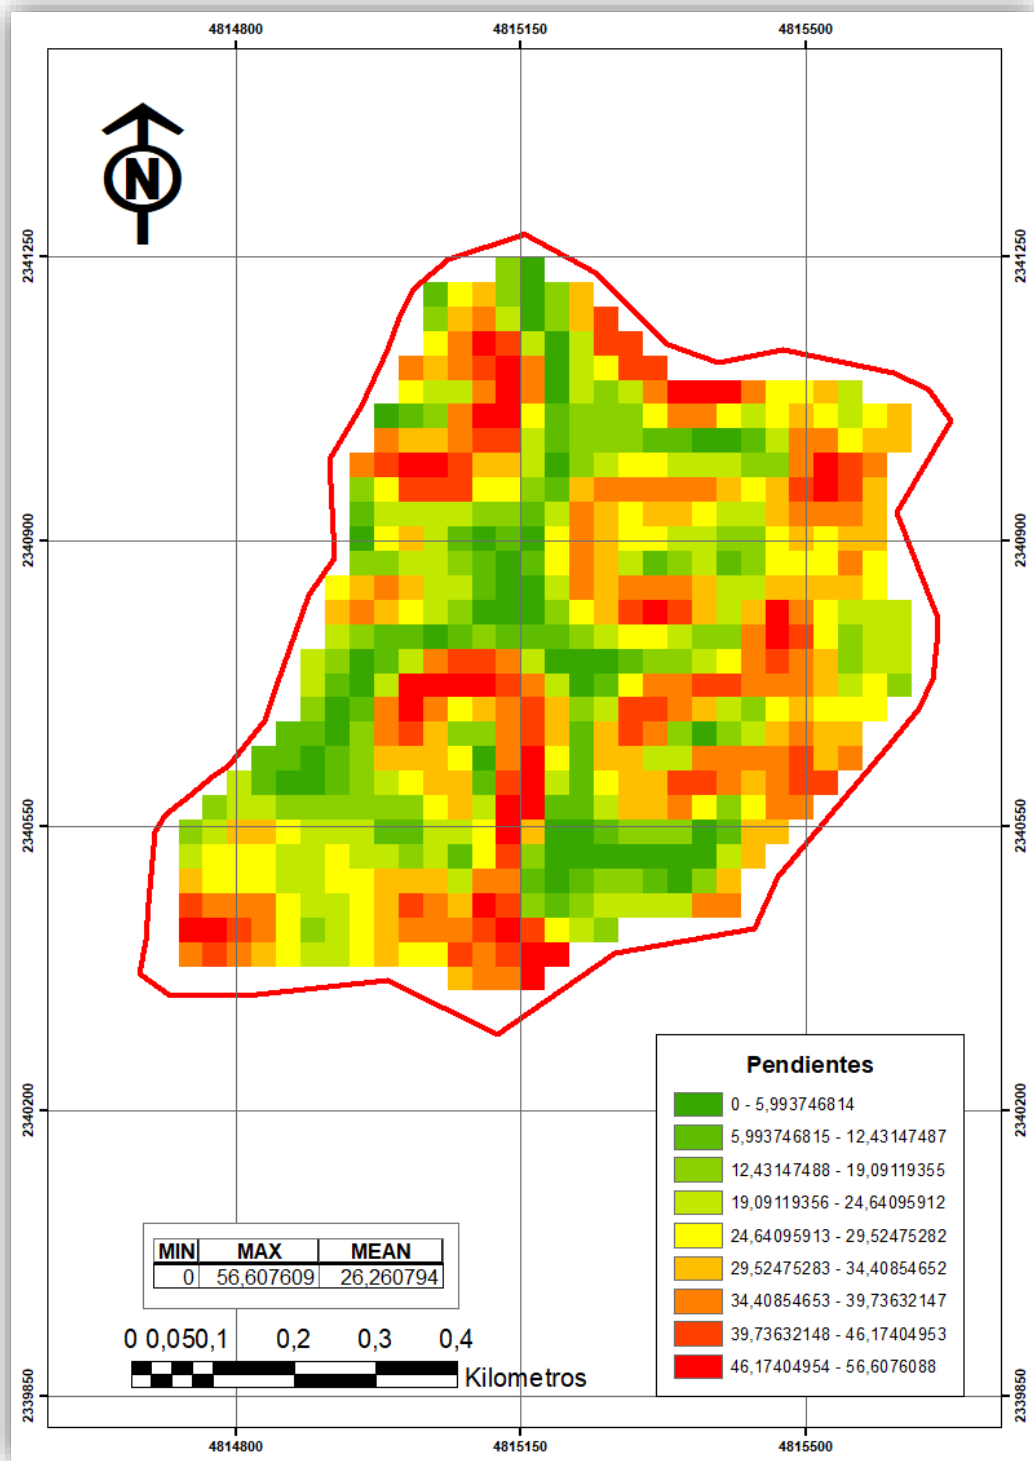 4814800 4815150 4815500
N
2341250 2341250
2340900 2340900
2340550 2340550
2340200 2340200
2339850 2339850
Pendientes
0 - 5,993746814
5,993746815 - 12,43147487
12,43147488 - 19,09119355
19,09119356 - 24,64095912
24,64095913 - 29,52475282
29,52475283 - 34,40854652
34,40854653 - 39,73632147
39,73632148 - 46,17404953
46,17404954 - 56,6076088
MIN MAX MEAN
0 56,607609 26,260794
0 0,05 0,1 0,2 0,3 0,4
Kilometros
4814800 4815150 4815500